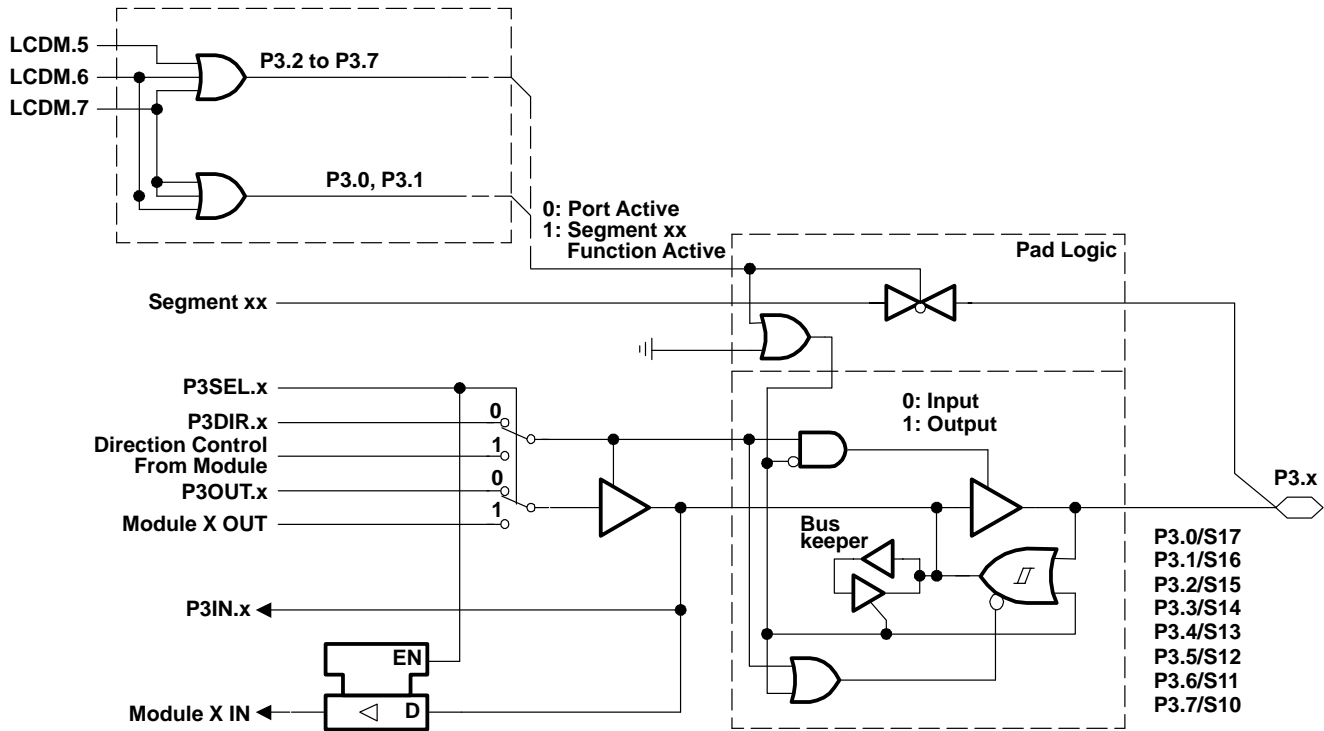 LCDM.5
LCDM.6
LCDM.7
P3.2 to P3.7
P3.0, P3.1
0: Port Active
1: Segment xx
Function Active
Pad Logic
Segment xx
P3SEL.x
P3DIR.x
0
Direction Control
From Module
1
P3OUT.x
0
Module X OUT
1
0: Input
1: Output
Bus
keeper
P3.x
P3IN.x
EN
D
Module X IN
P3.0/S17
P3.1/S16
P3.2/S15
P3.3/S14
P3.4/S13
P3.5/S12
P3.6/S11
P3.7/S10